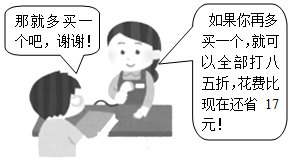 那就多买一
个吧，谢谢！
如果你再多
买一个，就可
以全部打八
五折，花费比
现在还省 17
元！